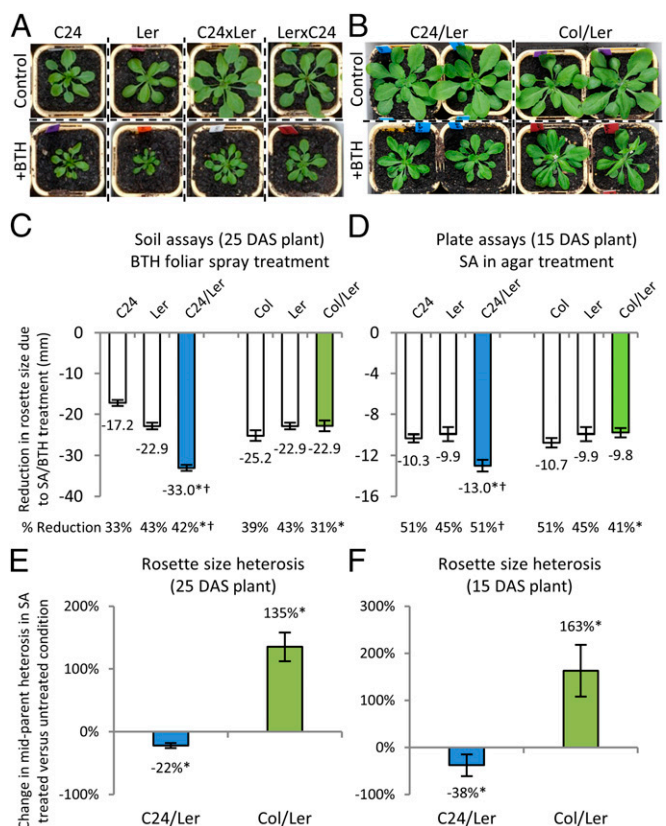 A
C24 Ler C24xLer LerxC24
Control
+BTH
B
C24/Ler Col/Ler
Control
+BTH
C
Soil assays (25 DAS plant)
BTH foliar spray treatment
C24 Ler C24/Ler Col Ler Col/Ler
Reduction in rosette size due
to SA/BTH treatment (mm)
0
-10
-20
-30
-40
-17.2 -22.9 -33.0*† -25.2 -22.9 -22.9
% Reduction 33% 43% 42%*† 39% 43% 31%*
D
Plate assays (15 DAS plant)
SA in agar treatment
C24 Ler C24/Ler Col Ler Col/Ler
0
-4
-8
-12
-16
-10.3 -9.9 -13.0*† -10.7 -9.9 -9.8
51% 45% 51%† 51% 45% 41%*
E
Rosette size heterosis
(25 DAS plant)
Change in mid-parent heterosis in SA
treated versus untreated condition
200%
100%
0%
-100%
-22%* 135%*
C24/Ler Col/Ler
F
Rosette size heterosis
(15 DAS plant)
300%
200%
100%
0%
-100%
-38%* 163%*
C24/Ler Col/Ler